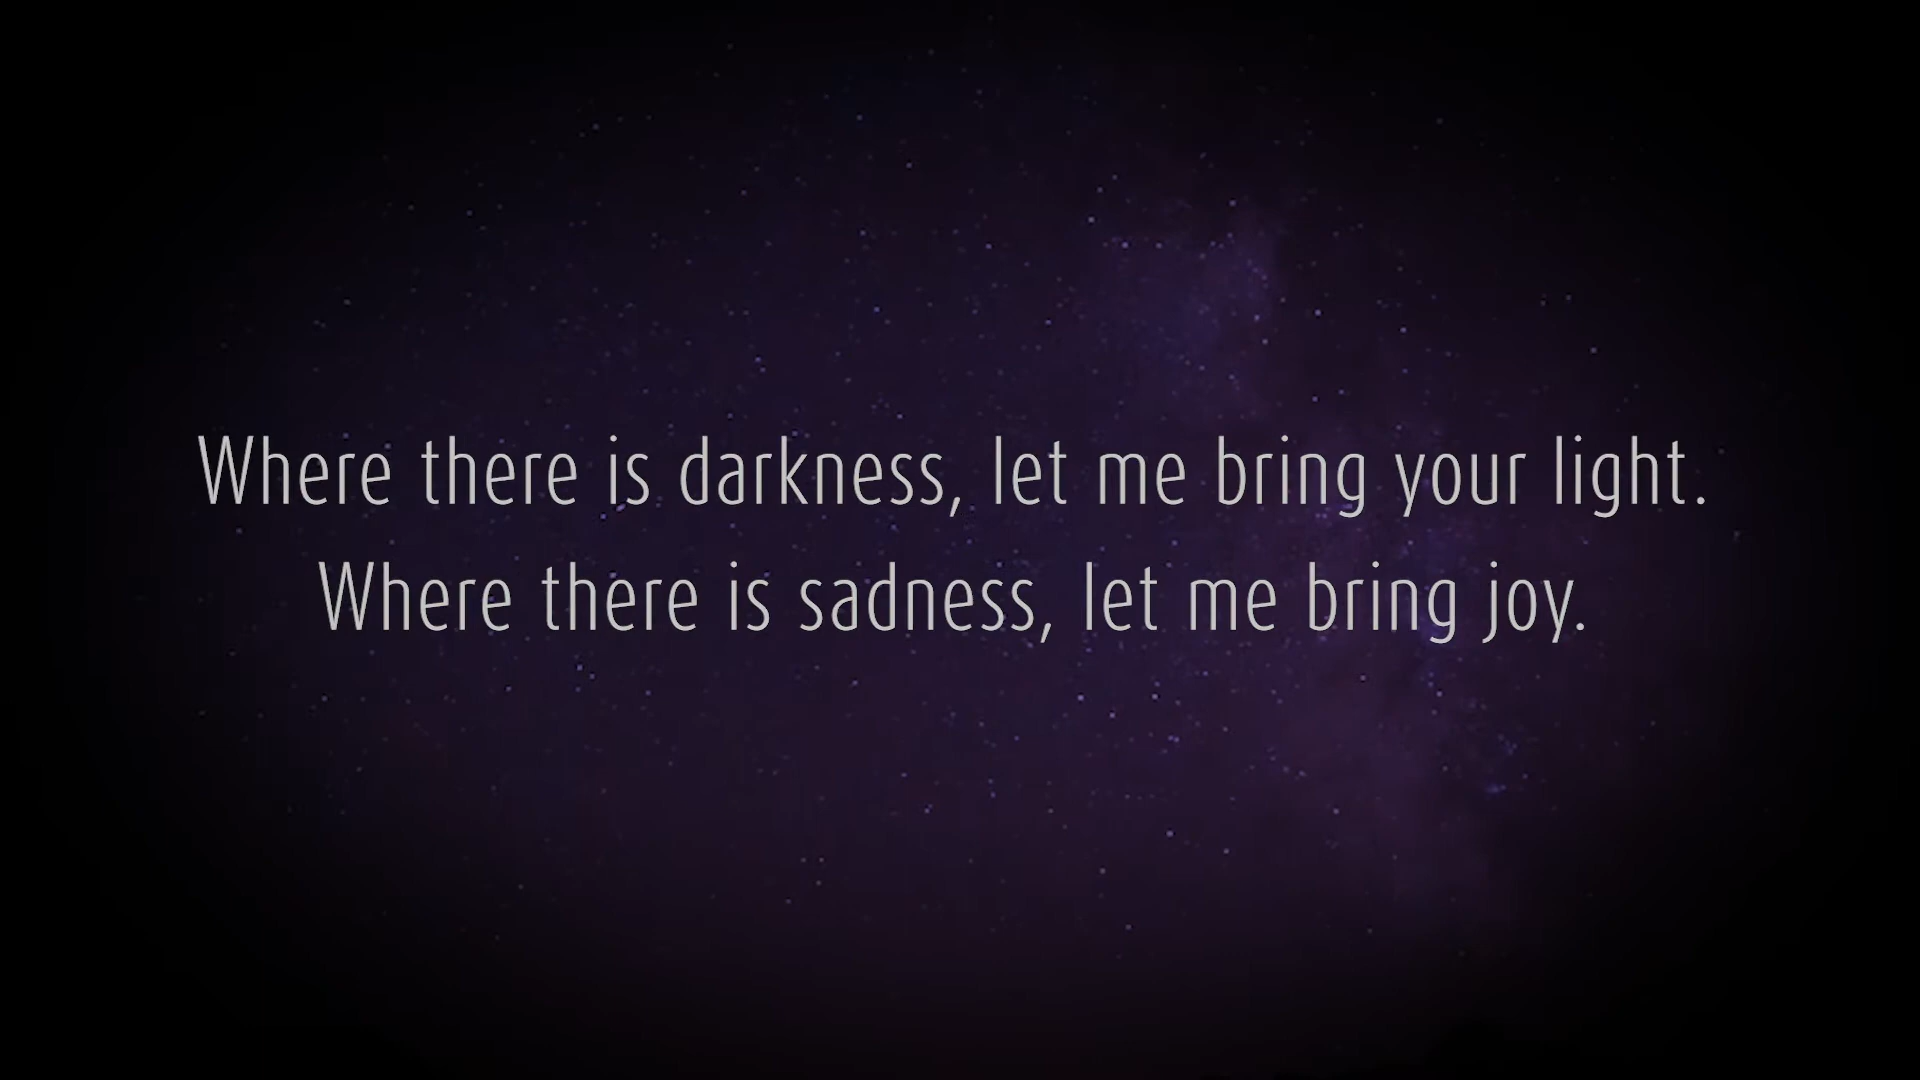 Where there is darkness, let me bring your light.
Where there is sadness, let me bring joy.